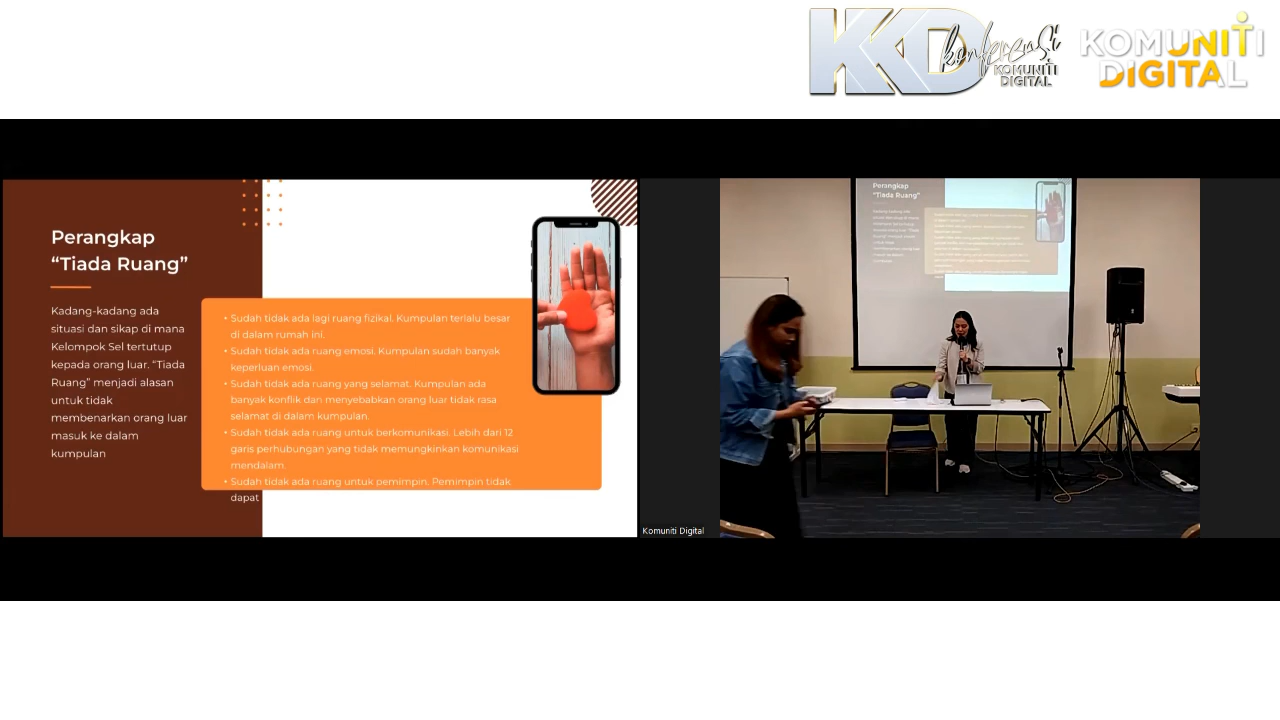 KD
konferensi
KOMUNITI
DIGITAL
KOMUNITI
DIGITAL
Perangkap
“Tiada Ruang”
Kadang-kadang ada
situasi dan sikap di mana
Kelompok Sel tertutup
kepada orang luar. “Tiada
Ruang” menjadi alasan
untuk tidak
membenarkan orang luar
masuk ke dalam
kumpulan
• Sudah tidak ada lagi ruang fizikal. Kumpulan terlalu besar
di dalam rumah ini.
• Sudah tidak ada ruang emosi. Kumpulan sudah banyak
keperluan emosi.
• Sudah tidak ada ruang yang selamat. Kumpulan ada
banyak konflik dan menyebabkan orang luar tidak rasa
selamat di dalam kumpulan.
• Sudah tidak ada ruang untuk berkomunikasi. Lebih dari 12
garis perhubungan yang tidak memungkinkan komunikasi
mendalam.
• Sudah tidak ada ruang untuk pemimpin. Pemimpin tidak
dapat
Perangkap
“Tiada Ruang”
Komuniti Digital